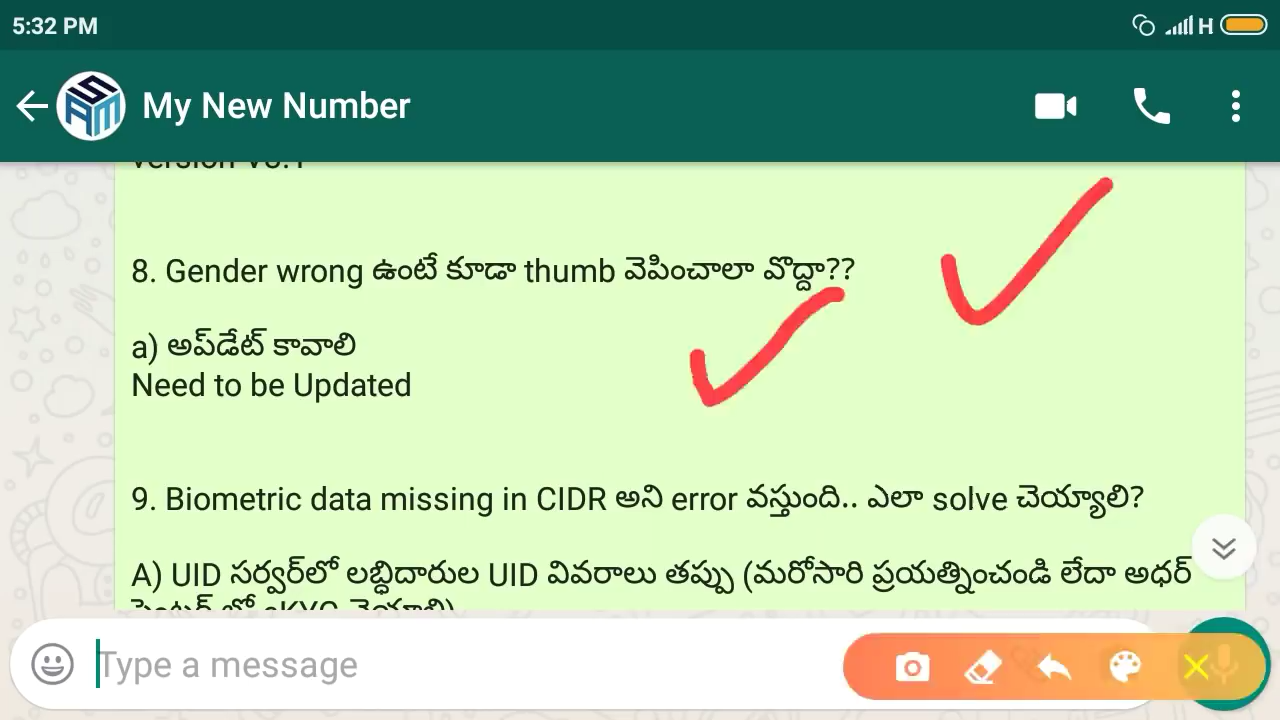 5:32 PM
H
SAM
My New Number
8. Gender wrong ఉంటే కూడా thumb వెపించాలా వొద్దా??
a) అప్‌డేట్ కావాలి
Need to be Updated
9. Biometric data missing in CIDR అని error వస్తుంది.. ఎలా solve చెయ్యాలి?
A) UID సర్వర్‌లో లబ్ధిదారుల UID వివరాలు తప్పు (మరోసారి ప్రయత్నించండి లేదా అధర్
Type a message